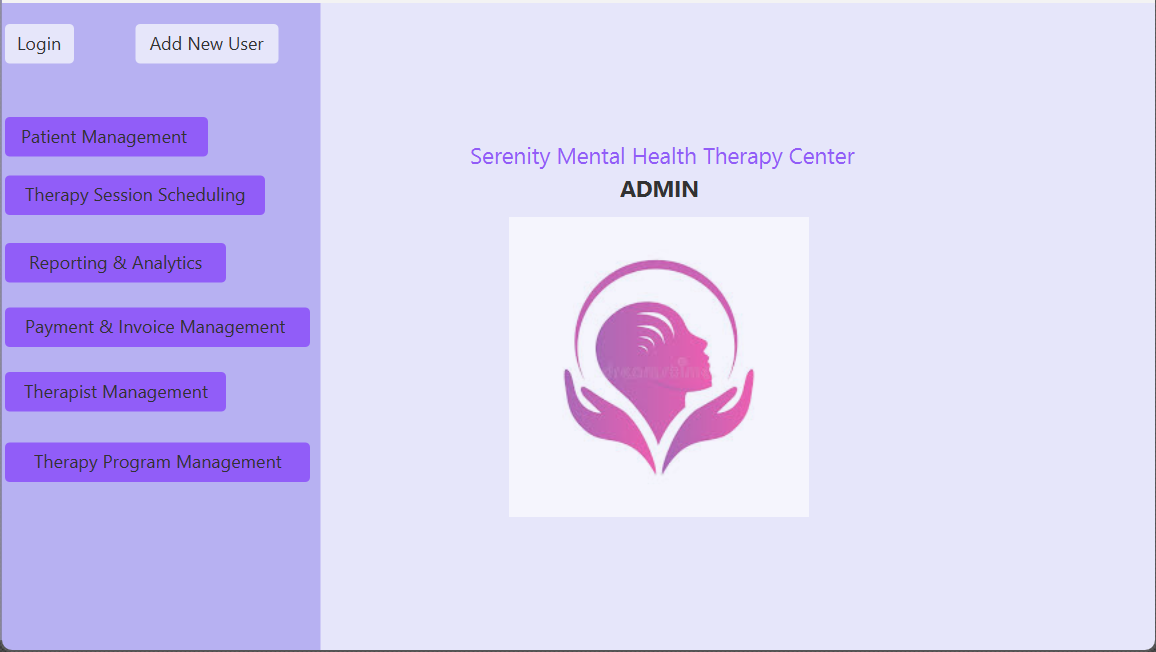 Login
Add New User
Patient Management
Therapy Session Scheduling
Reporting & Analytics
Payment & Invoice Management
Therapist Management
Therapy Program Management
Serenity Mental Health Therapy Center
ADMIN
dreamstime